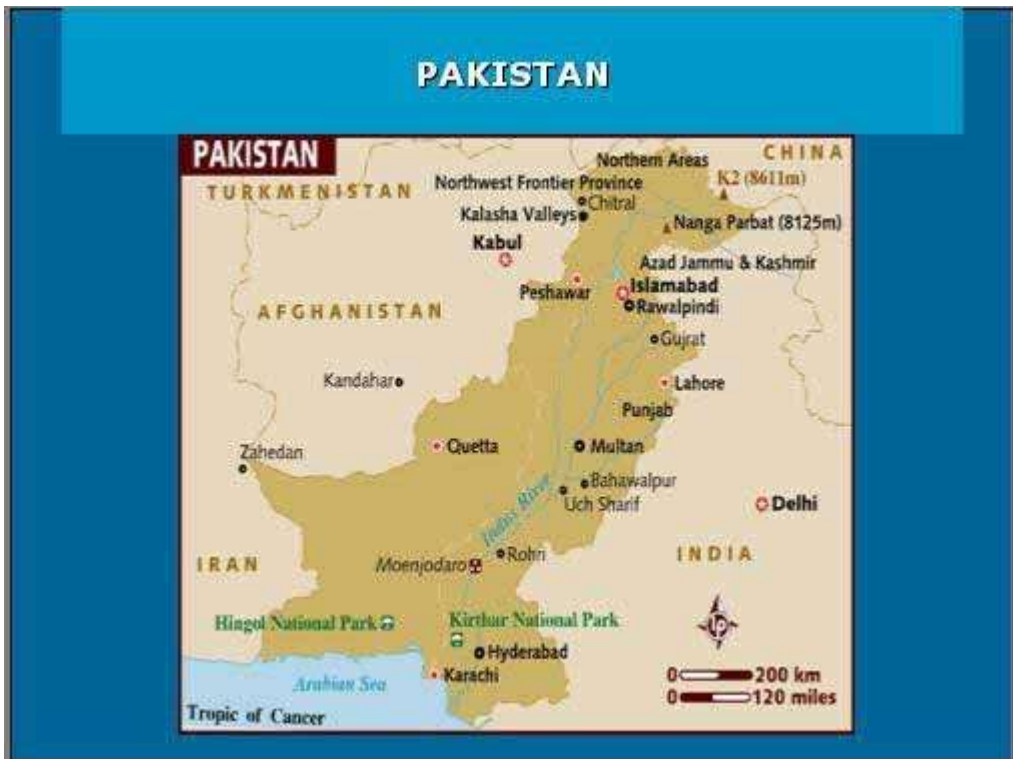 PAKISTAN
PAKISTAN
CHINA
Northern Areas
K2 (8611m)
TURKMENISTAN
Northwest Frontier Province
Chitral
Kalasha Valleys
Nanga Parbat (8125m)
Kabul
Azad Jammu & Kashmir
Islamabad
Peshawar
Rawalpindi
AFGHANISTAN
Gujrat
Kandahar
Lahore
Punjab
Quetta
Multan
Zahedan
Bahawalpur
Uch Sharif
Delhi
Indus River
Rohri
INDIA
IRAN
Moenjodaro
Hingol National Park
Kirthar National Park
Hyderabad
Karachi
0 200 km
Arabian Sea
0 120 miles
Tropic of Cancer